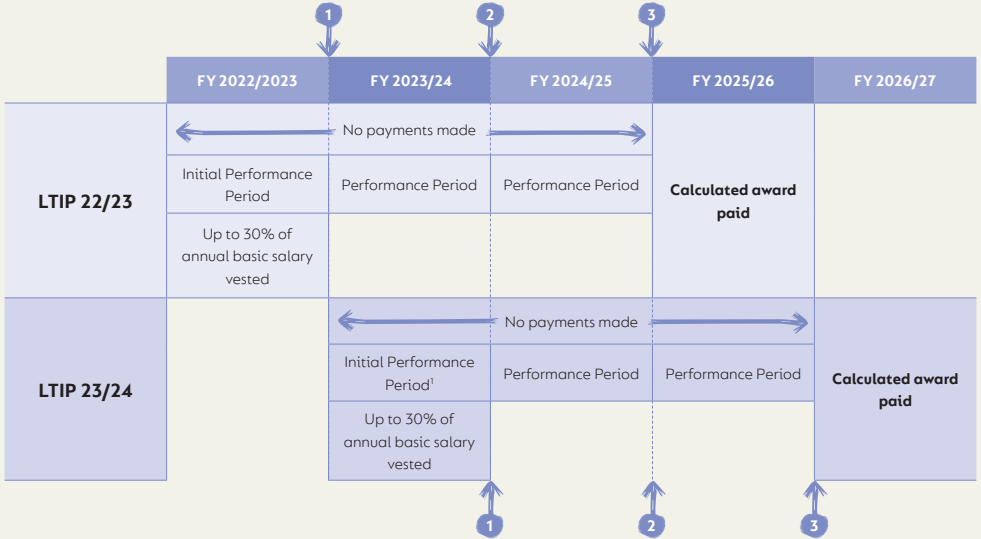 1 2 3
FY 2022/2023 FY 2023/24 FY 2024/25 FY 2025/26 FY 2026/27
LTIP 22/23
No payments made
Initial Performance
Period
Performance Period
Performance Period
Up to 30% of
annual basic salary
vested
Calculated award
paid
LTIP 23/24
No payments made
Initial Performance
Period¹
Performance Period
Performance Period
Up to 30% of
annual basic salary
vested
Calculated award
paid
1 2 3